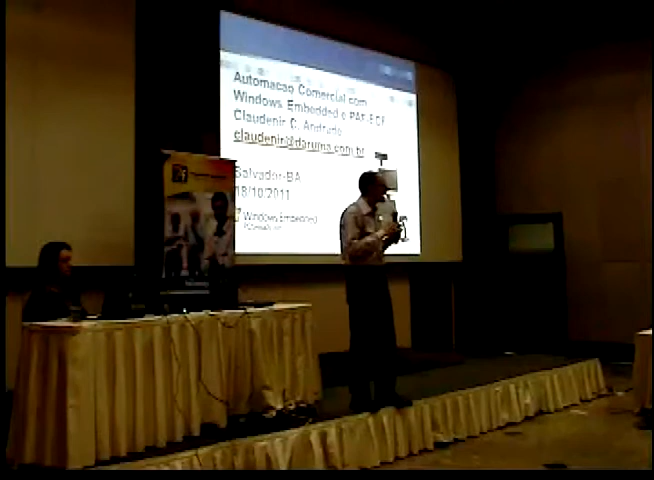 Automacao Comercial com
Windows Embedded e PAF-ECF
Claudenir C. Andrade
claudenir@daruma.com.br
Salvador-BA
18/10/2011
Windows Embedded